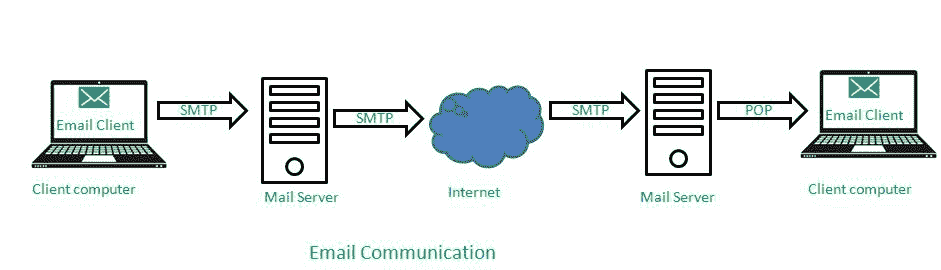 Email Client
SMTP
SMTP
SMTP
POP
Email Client
Client computer
Mail Server
Internet
Mail Server
Client computer
Email Communication